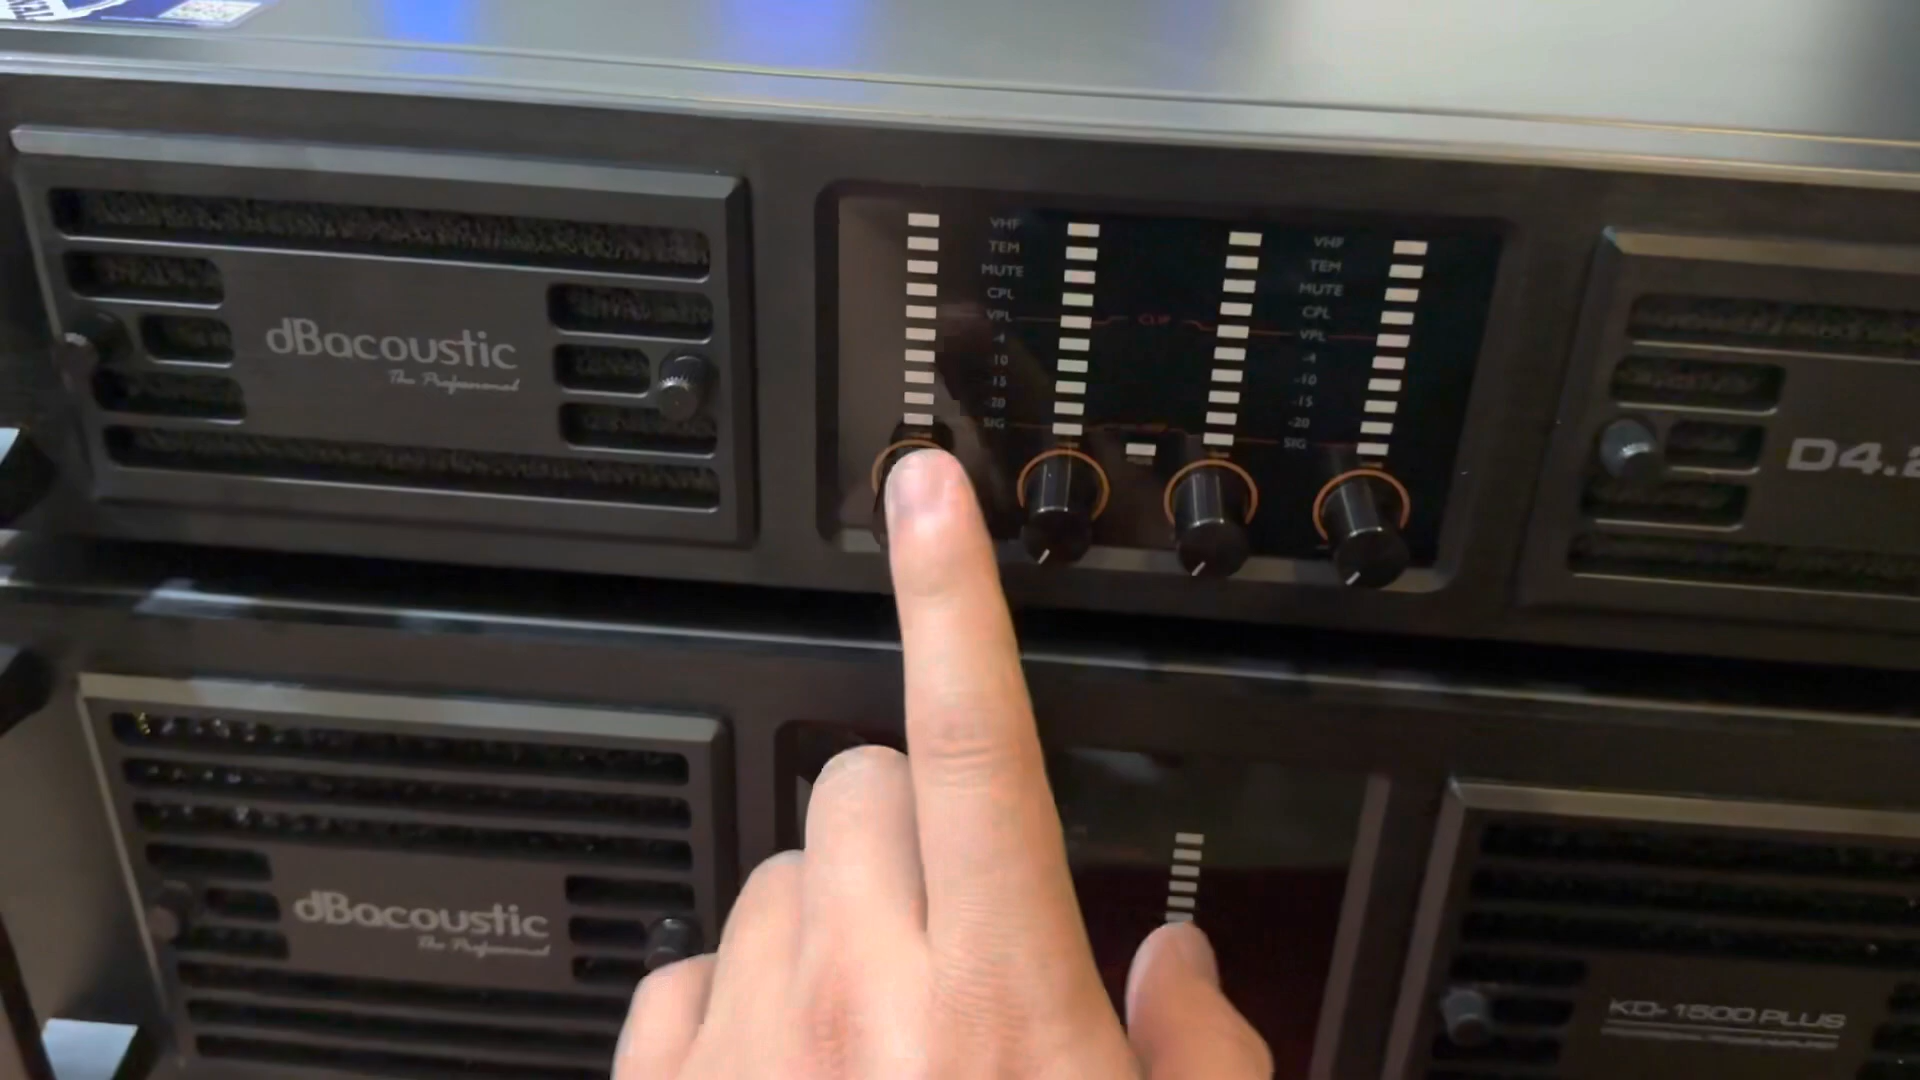 dBacoustic
The Professional
VHF
TEM
MUTE
CPL
VPL
-4
-10
-15
-20
SIG
CLIP
VHF
TEM
MUTE
CPL
VPL
-4
-10
-15
-20
SIG
D4.2
dBacoustic
The Professional
KD-1500 PLUS